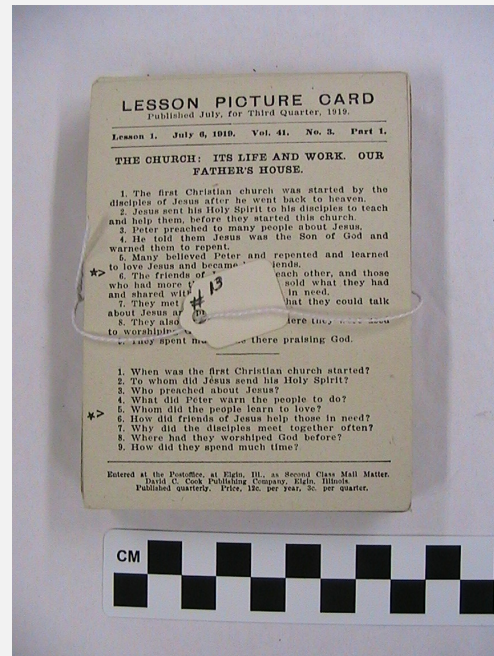 LESSON PICTURE CARD
Published July, for Third Quarter, 1919.
Lesson 1. July 6, 1919. Vol. 41. No. 3. Part 1.
THE CHURCH: ITS LIFE AND WORK. OUR
FATHER'S HOUSE.
1. The first Christian church was started by the
disciples of Jesus after he went back to heaven.
2. Jesus sent his Holy Spirit to his disciples to teach
and help them, before they started this church.
3. Peter preached to many people about Jesus.
4. He told them Jesus was the Son of God and
warned them to repent.
5. Many believed Peter and repented and learned
to love Jesus and became
6. The friends of each other, and those
who had more sold what they had
and shared in need.
7. They met that they could talk
about Jesus
8. They also where they
to worshiping
there praising God.
# 13
1. When was the first Christian church started?
2. To whom did Jesus send his Holy Spirit?
3. Who preached about Jesus?
4. What did Peter warn the people to do?
5. Whom did the people learn to love?
6. How did friends of Jesus help those in need?
7. Why did the disciples meet together often?
8. Where had they worshiped God before?
9. How did they spend much time?
Entered at the Postoffice, at Elgin, Ill., as Second Class Mail Matter.
David C. Cook Publishing Company, Elgin, Illinois.
Published quarterly. Price, 12c. per year, 3c. per quarter.
CM